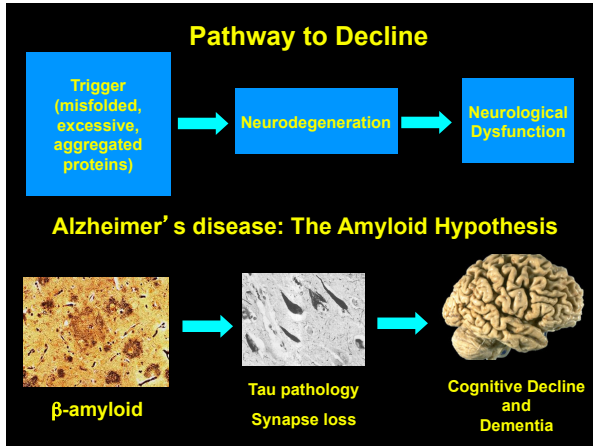 Pathway to Decline
Trigger
(misfolded,
excessive,
aggregated
proteins)
Neurodegeneration
Neurological
Dysfunction
Alzheimer’s disease: The Amyloid Hypothesis
β-amyloid
Tau pathology
Synapse loss
Cognitive Decline
and
Dementia